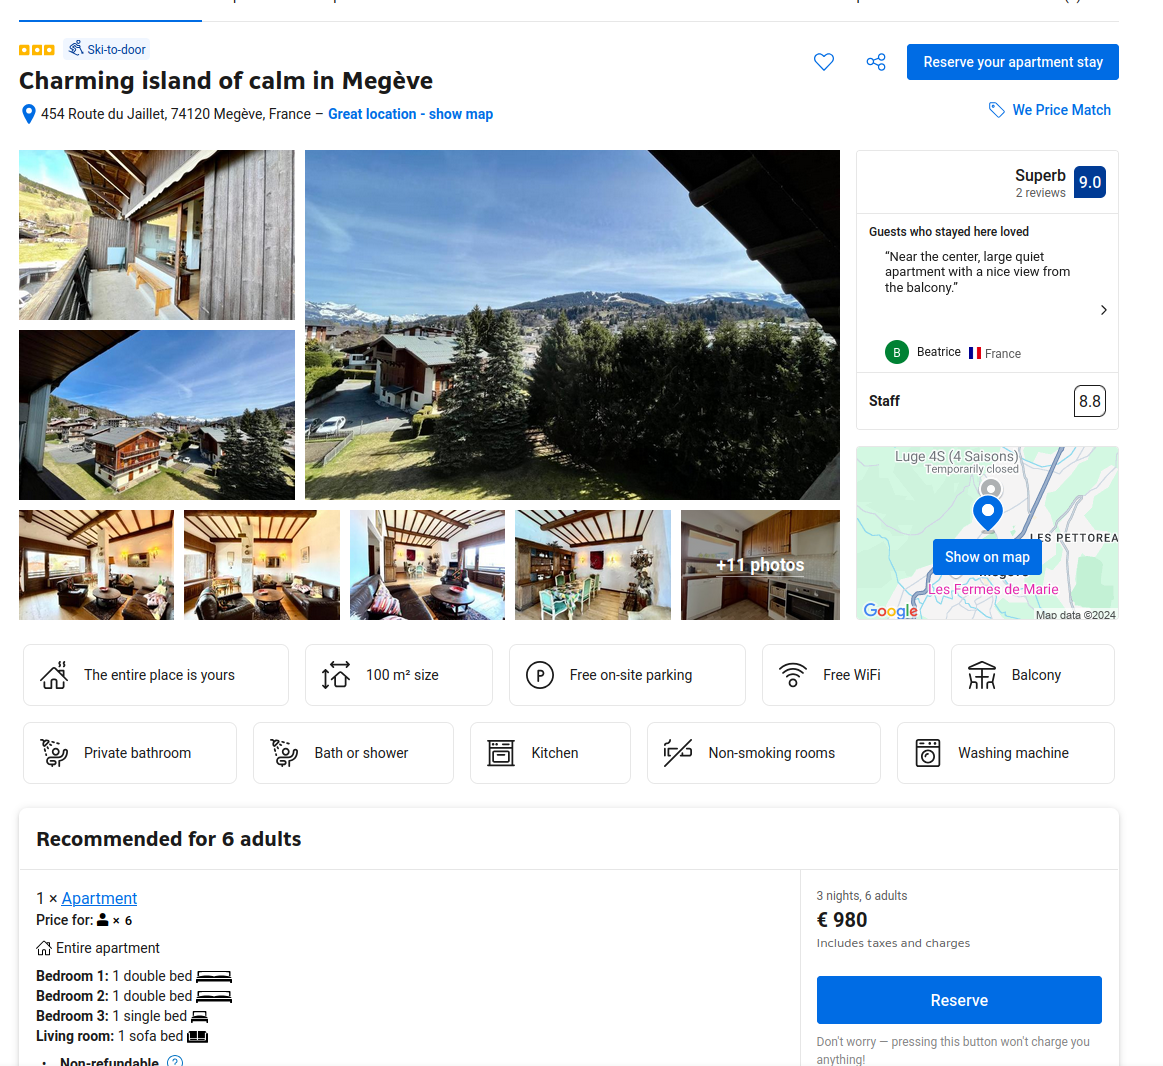 Ski-to-door
Charming island of calm in Megève
Reserve your apartment stay
454 Route du Jaillet, 74120 Megève, France – Great location - show map
We Price Match
Superb
2 reviews
9.0
Guests who stayed here loved
“Near the center, large quiet
apartment with a nice view from
the balcony.”
B
Beatrice
France
Staff
8.8
Luge 4S (4 Saisons)
Temporarily closed
LES PETTOREA
Show on map
Les Fermes de Marie
Google
Map data ©2024
+11 photos
The entire place is yours
100 m² size
P
Free on-site parking
Free WiFi
Balcony
Private bathroom
Bath or shower
Kitchen
Non-smoking rooms
Washing machine
Recommended for 6 adults
1 × Apartment
Price for: × 6
Entire apartment
Bedroom 1: 1 double bed
Bedroom 2: 1 double bed
Bedroom 3: 1 single bed
Living room: 1 sofa bed
• Non-refundable ?
3 nights, 6 adults
€ 980
Includes taxes and charges
Reserve
Don't worry — pressing this button won't charge you
anything!